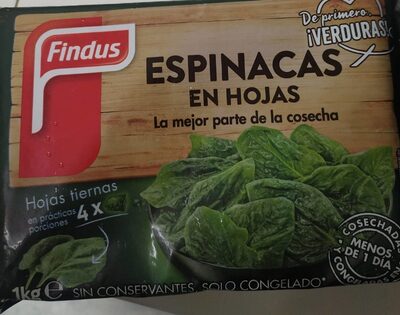 Findus
De primero...
¡VERDURAS!
ESPINACAS
EN HOJAS
La mejor parte de la cosecha
Hojas tiernas
en prácticas 4x
porciones
COSECHADAS
MENOS
DE 1 DÍA
1kg e SIN CONSERVANTES, SOLO CONGELADO